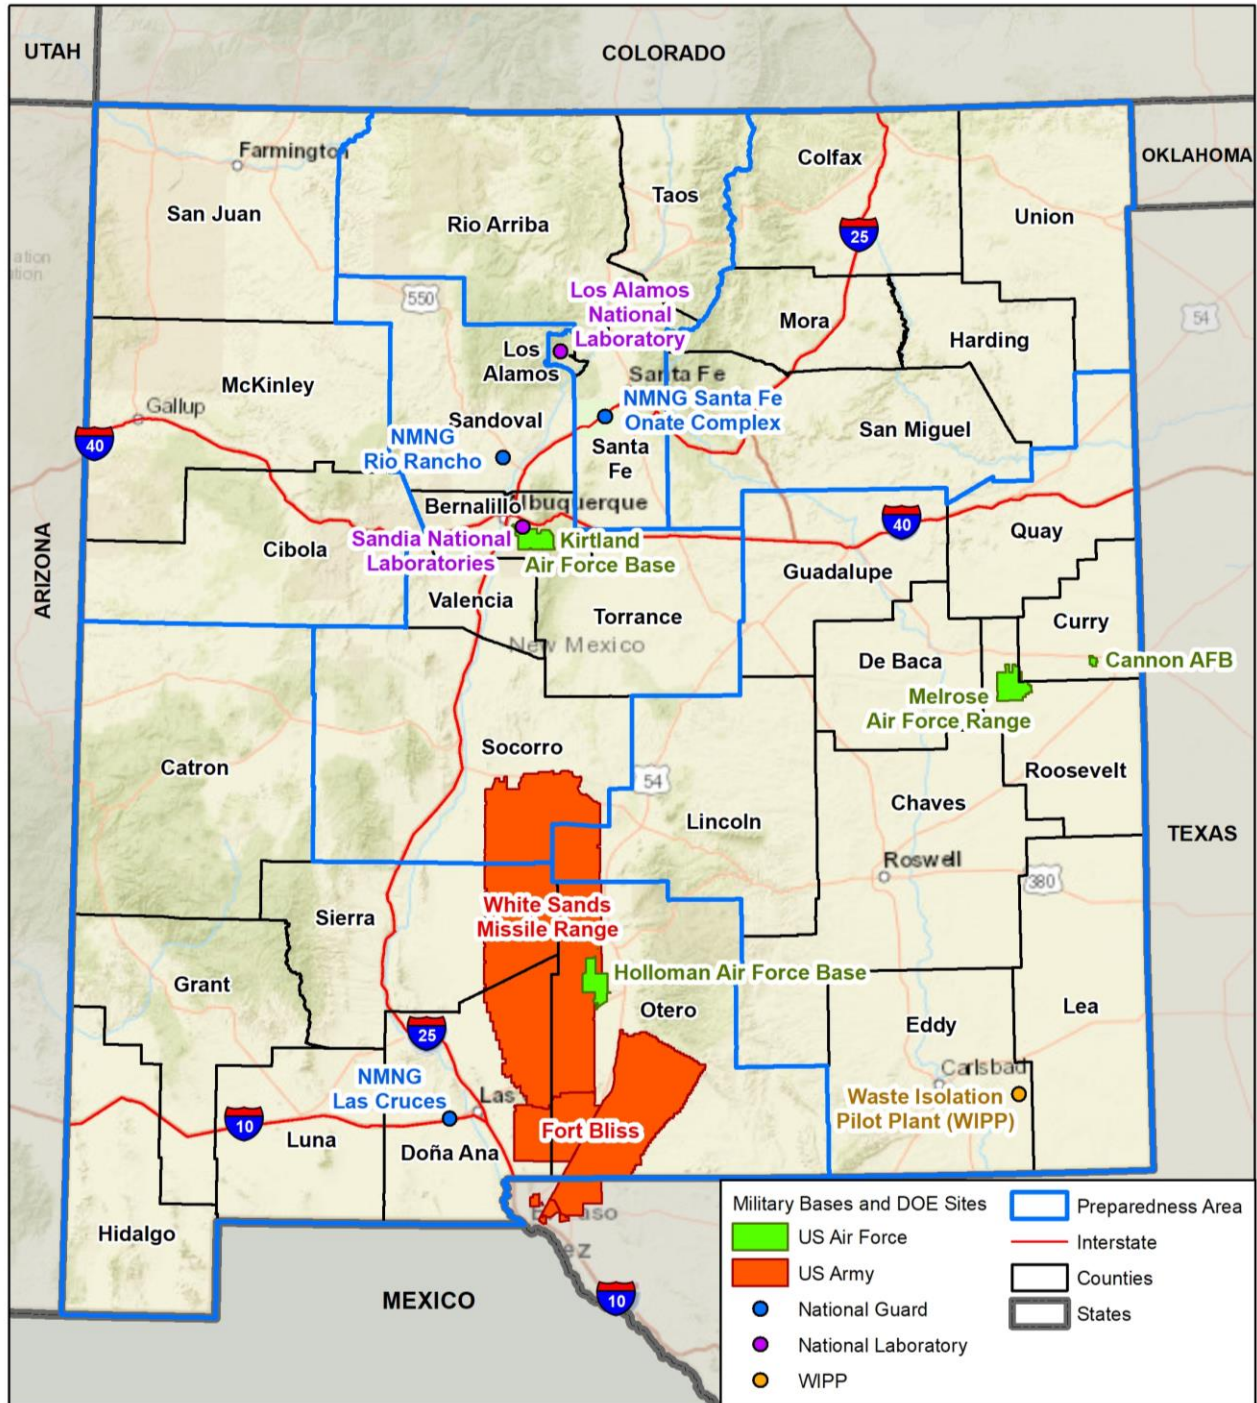 UTAH
COLORADO
OKLAHOMA
ARIZONA
TEXAS
MEXICO
Farmington
San Juan
Rio Arriba
Taos
Colfax
Union
25
550
54
Los Alamos
National
Laboratory
Mora
Harding
Los
Alamos
McKinley
Santa Fe
Gallup
NMNG Santa Fe
Onate Complex
Sandoval
40
NMNG
Rio Rancho
Santa
Fe
San Miguel
Bernalillo
lbuquerque
40
Quay
Sandia National
Laboratories
Kirtland
Air Force Base
Cibola
Guadalupe
Valencia
Torrance
Curry
New Mexico
De Baca
Cannon AFB
Melrose
Air Force Range
Socorro
Catron
54
Roosevelt
Lincoln
Chaves
Roswell
380
White Sands
Missile Range
Sierra
Grant
Holloman Air Force Base
Otero
Eddy
Lea
25
NMNG
Las Cruces
Las
Carlsbad
Waste Isolation
Pilot Plant (WIPP)
10
Luna
Doña Ana
Fort Bliss
Hidalgo
10
Military Bases and DOE Sites
US Air Force
US Army
National Guard
National Laboratory
WIPP
Preparedness Area
Interstate
Counties
States